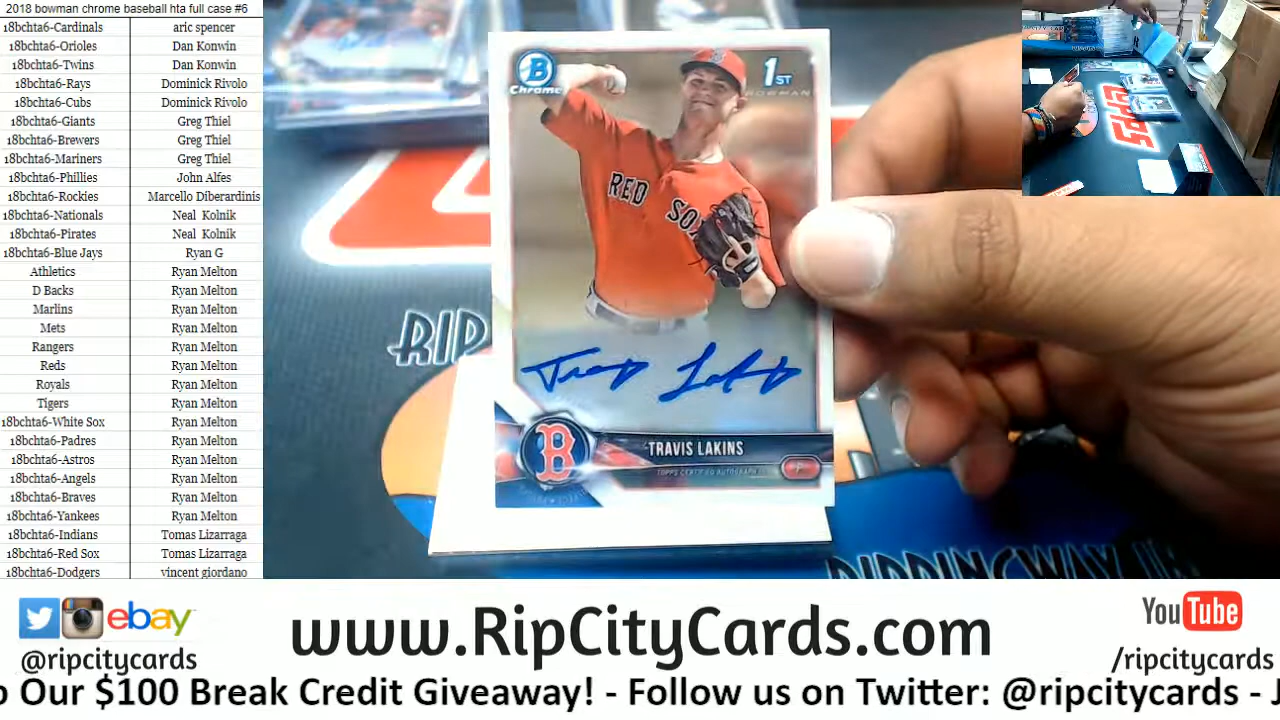 2018 bowman chrome baseball hta full case #6
18bchta6-Cardinals aric spencer
18bchta6-Orioles Dan Konwin
18bchta6-Twins Dan Konwin
18bchta6-Rays Dominick Rivolo
18bchta6-Cubs Dominick Rivolo
18bchta6-Giants Greg Thiel
18bchta6-Brewers Greg Thiel
18bchta6-Mariners Greg Thiel
18bchta6-Phillies John Alfes
18bchta6-Rockies Marcello Diberardinis
18bchta6-Nationals Neal Kolnik
18bchta6-Pirates Neal Kolnik
18bchta6-Blue Jays Ryan G
Athletics Ryan Melton
D Backs Ryan Melton
Marlins Ryan Melton
Mets Ryan Melton
Rangers Ryan Melton
Reds Ryan Melton
Royals Ryan Melton
Tigers Ryan Melton
18bchta6-White Sox Ryan Melton
18bchta6-Padres Ryan Melton
18bchta6-Astros Ryan Melton
18bchta6-Angels Ryan Melton
18bchta6-Braves Ryan Melton
18bchta6-Yankees Ryan Melton
18bchta6-Indians Tomas Lizarraga
18bchta6-Red Sox Tomas Lizarraga
18bchta6-Dodgers vincent giordano
B
Chrome
1ST
BOWMAN
RED SO
B
TRAVIS LAKINS
TOPPS CERTIFIED AUTOGRAPH
P
RIP
ebay
@ripcitycards
www.RipCityCards.com
YouTube
/ripcitycards
o Our $100 Break Credit Giveaway! - Follow us on Twitter: @ripcitycards - J